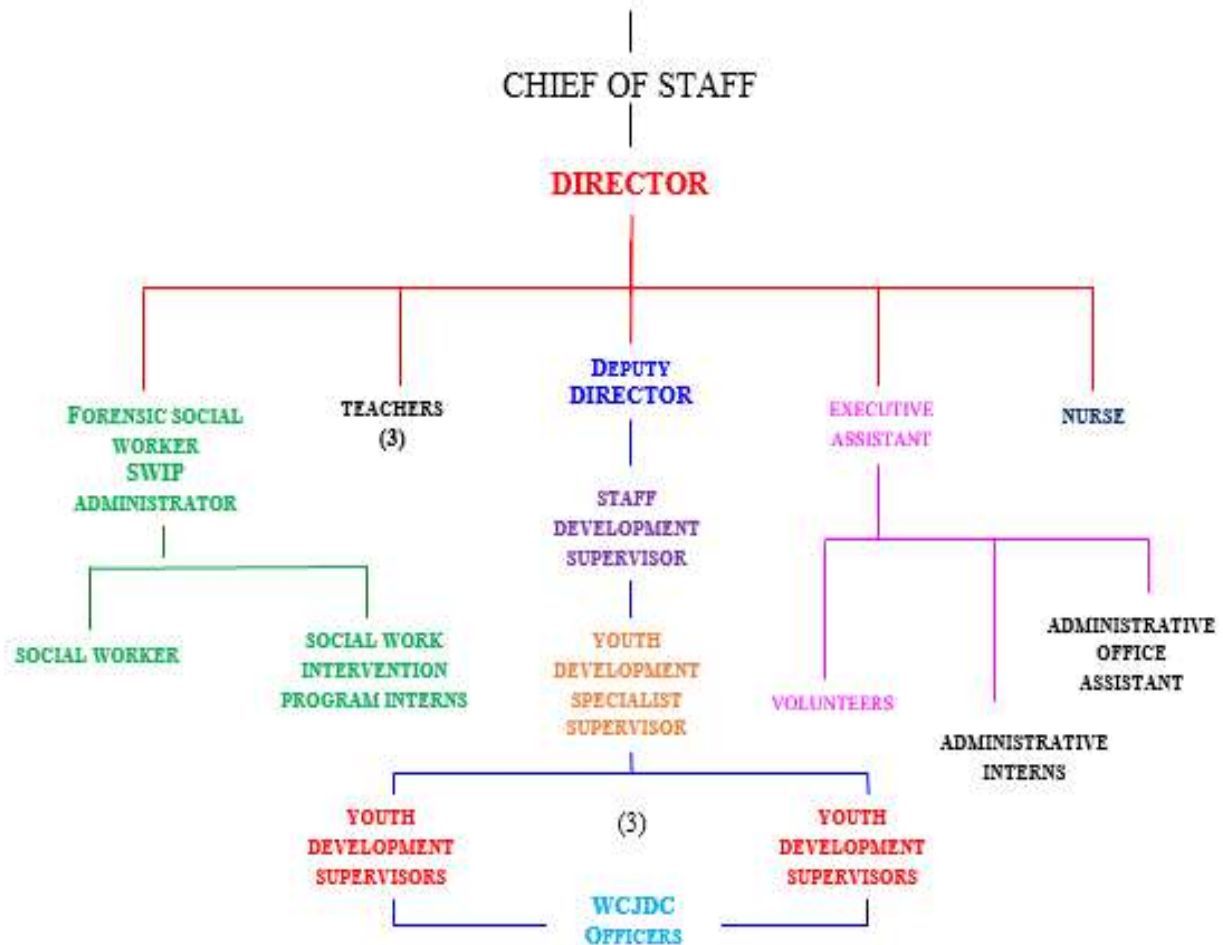 CHIEF OF STAFF
DIRECTOR
FORENSIC SOCIAL
WORKER
SWIP
ADMINISTRATOR
TEACHERS
(3)
DEPUTY
DIRECTOR
EXECUTIVE
ASSISTANT
NURSE
STAFF
DEVELOPMENT
SUPERVISOR
SOCIAL WORKER
SOCIAL WORK
INTERVENTION
PROGRAM INTERNS
YOUTH
DEVELOPMENT
SPECIALIST
SUPERVISOR
VOLUNTEERS
ADMINISTRATIVE
INTERNS
ADMINISTRATIVE
OFFICE
ASSISTANT
YOUTH
DEVELOPMENT
SUPERVISORS
(3)
YOUTH
DEVELOPMENT
SUPERVISORS
WCJDC
OFFICERS